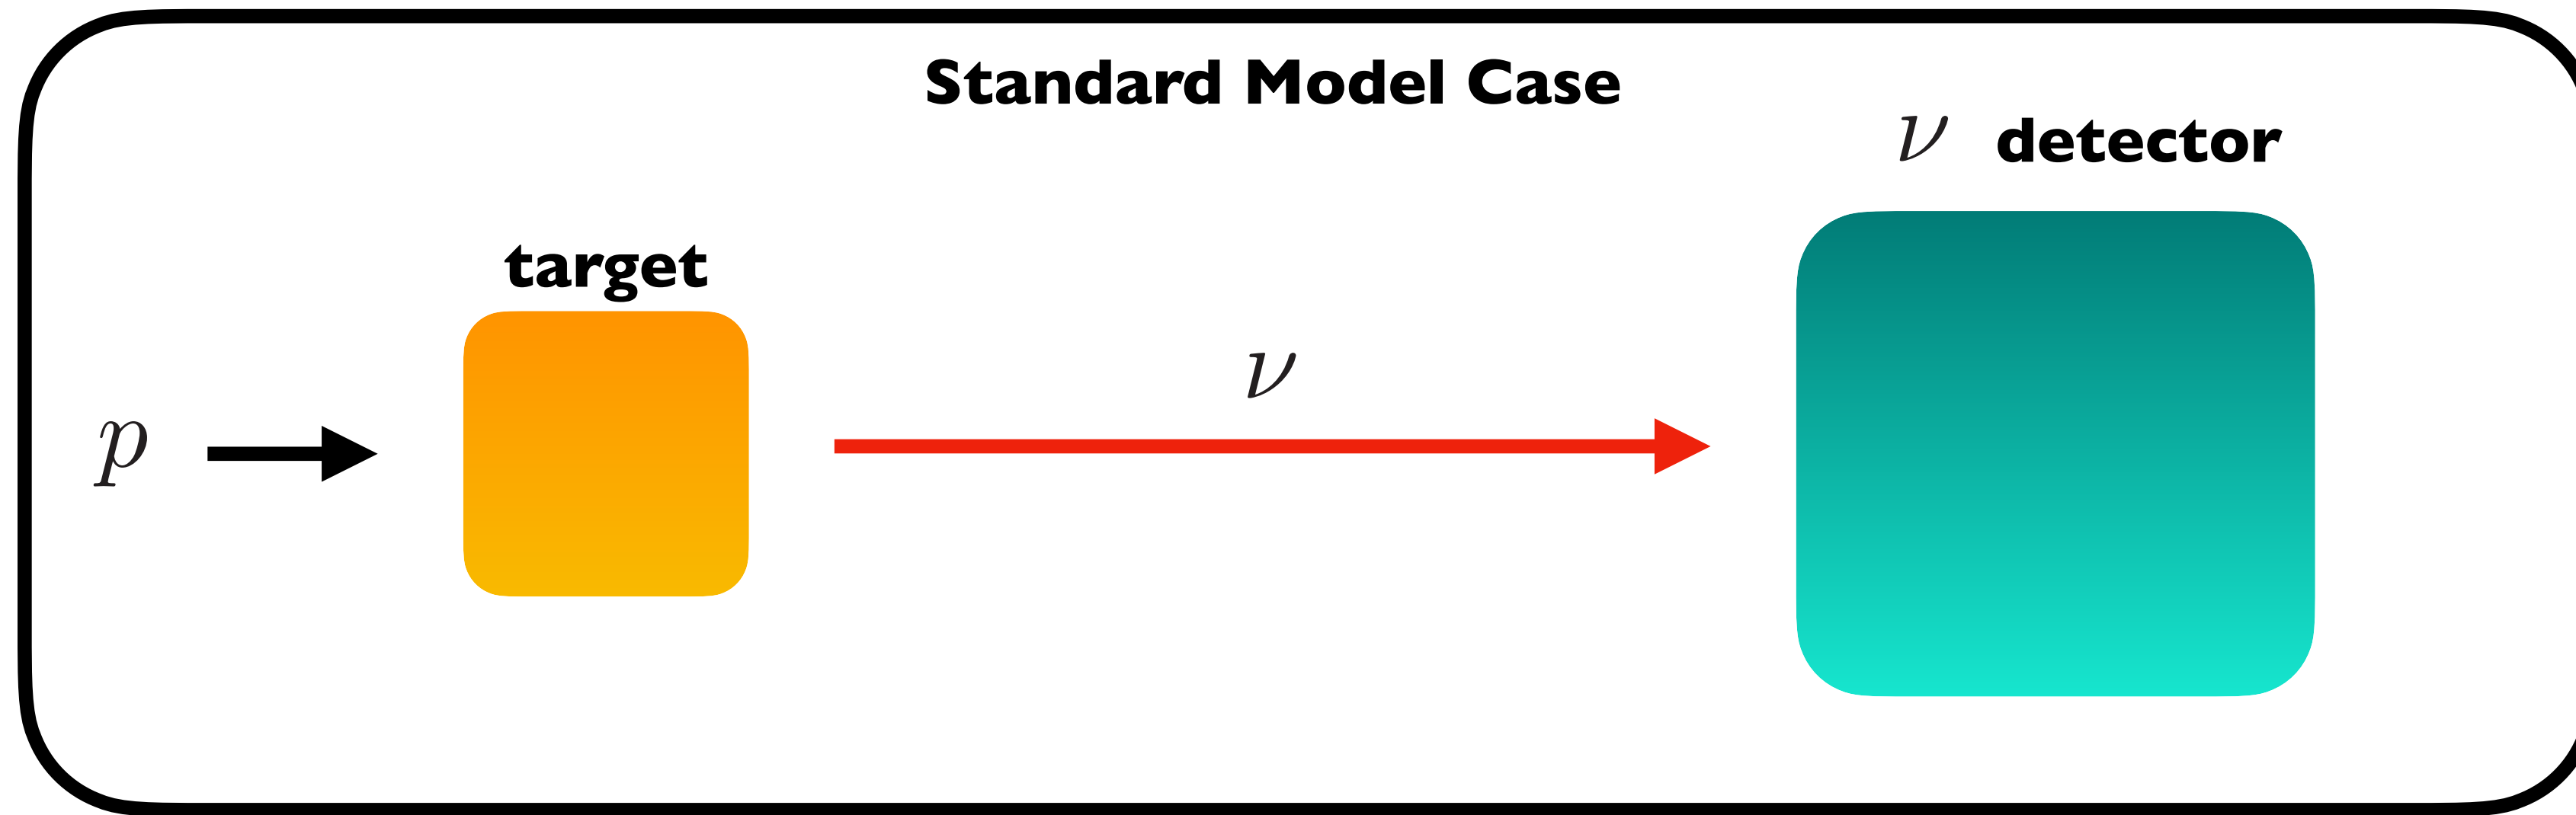 Standard Model Case
ν detector
target
ν
p